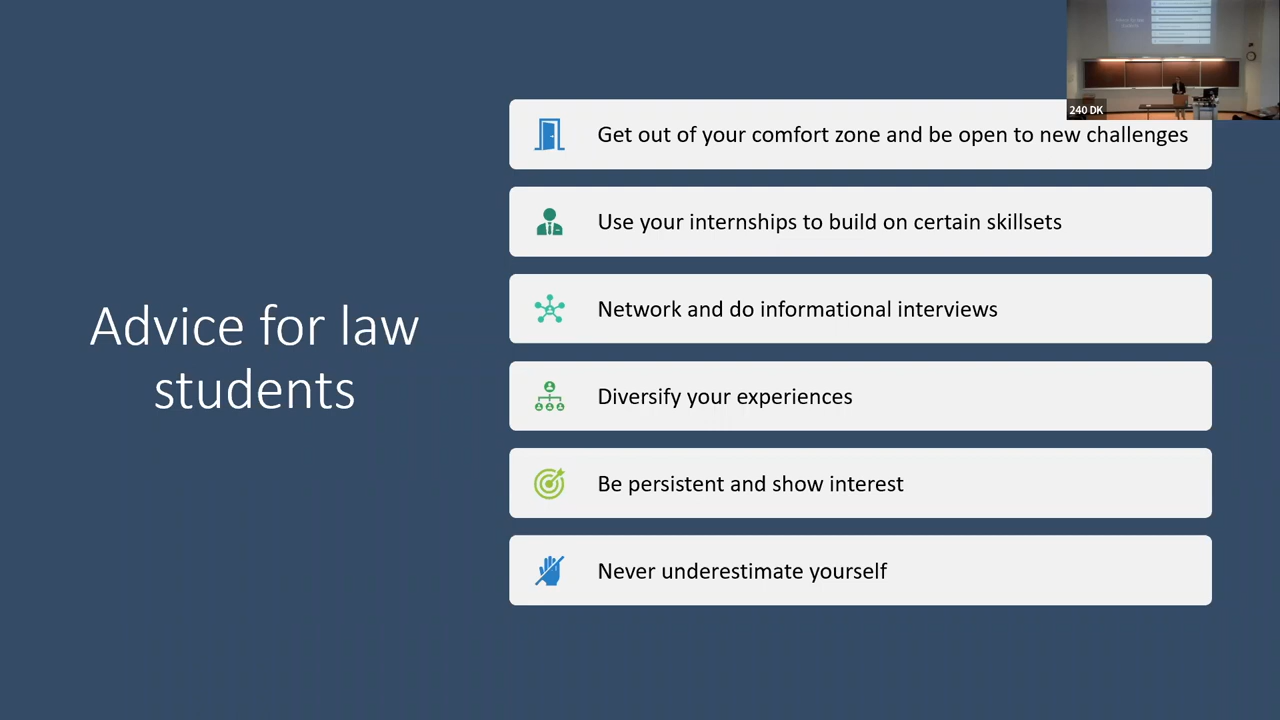 240 DK
Advice for law
students
Get out of your comfort zone and be open to new challenges
Use your internships to build on certain skillsets
Network and do informational interviews
Diversify your experiences
Be persistent and show interest
Never underestimate yourself